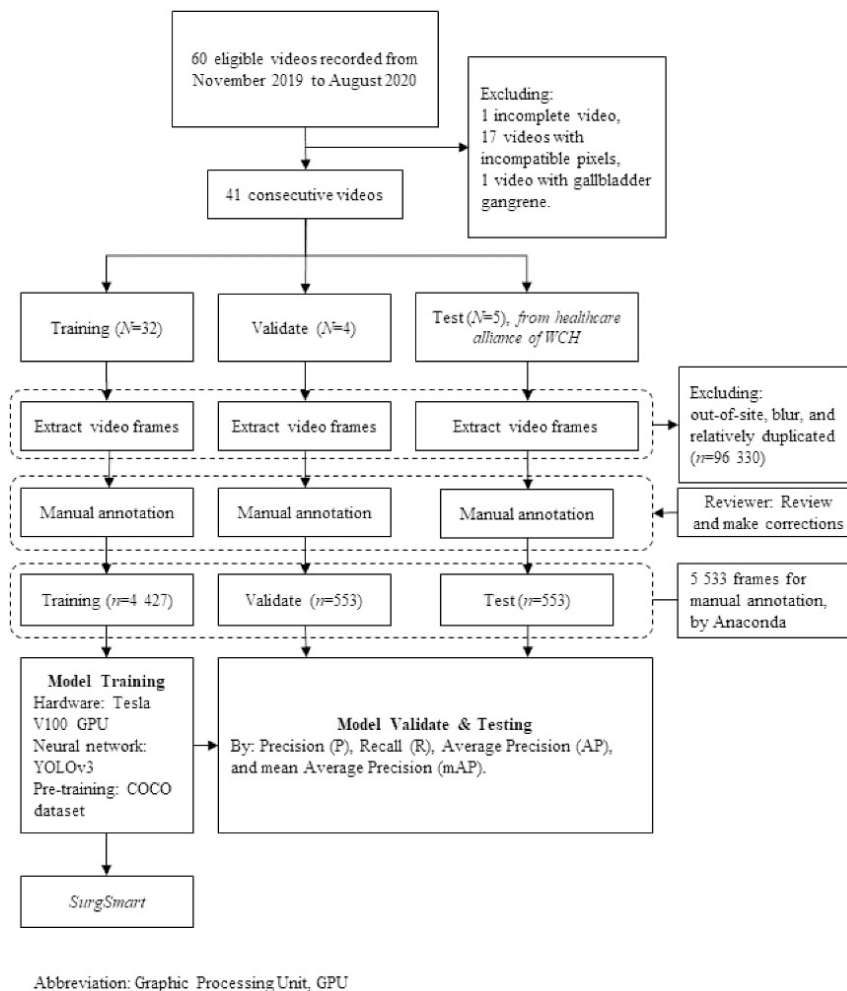 60 eligible videos recorded from
November 2019 to August 2020
Excluding:
1 incomplete video,
17 videos with
incompatible pixels,
1 video with gallbladder
gangrene.
41 consecutive videos
Training (N=32)
Validate (N=4)
Test (N=5), from healthcare
alliance of WCH
Extract video frames
Extract video frames
Extract video frames
Excluding:
out-of-site, blur, and
relatively duplicated
(n=96 330)
Manual annotation
Manual annotation
Manual annotation
Reviewer: Review
and make corrections
Training (n=4 427)
Validate (n=553)
Test (n=553)
5 533 frames for
manual annotation,
by Anaconda
Model Training
Hardware: Tesla
V100 GPU
Neural network:
YOLOv3
Pre-training: COCO
dataset
Model Validate & Testing
By: Precision (P), Recall (R), Average Precision (AP),
and mean Average Precision (mAP).
SurgSmart
Abbreviation: Graphic Processing Unit, GPU